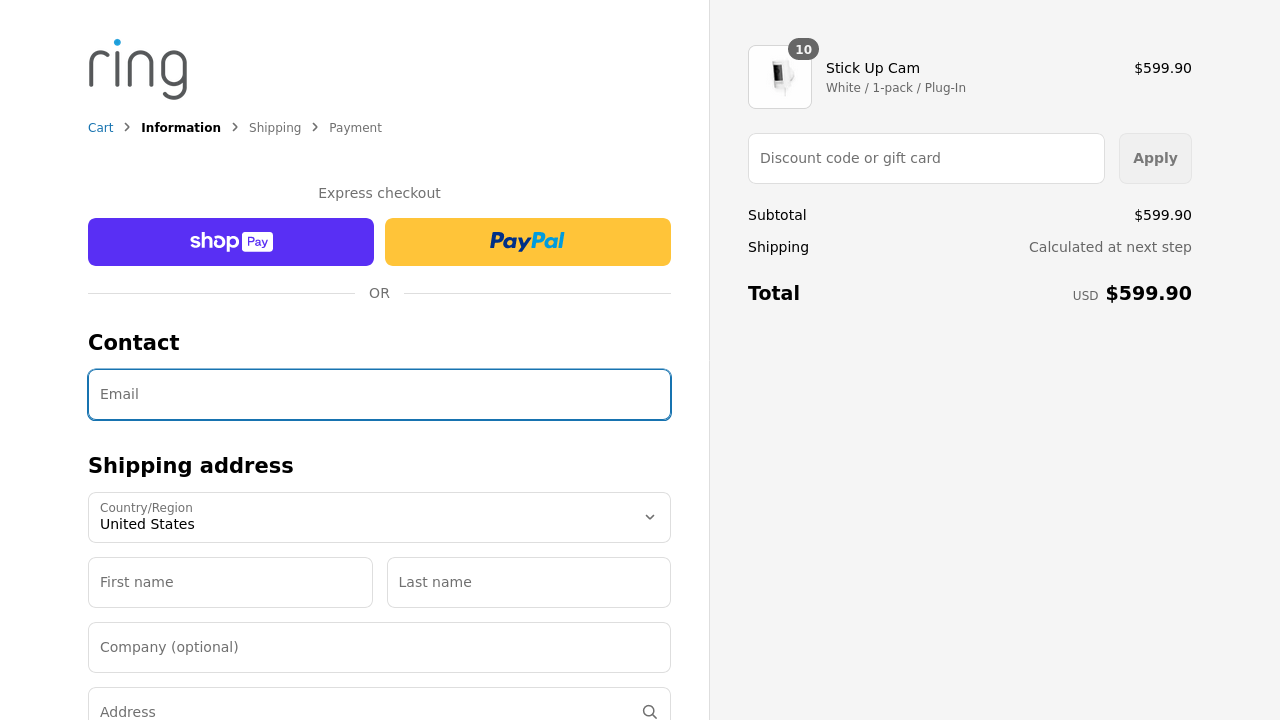 ring
Cart
Information
Shipping
Payment
Express checkout
shop Pay
PayPal
OR
Contact
Email
Shipping address
Country/Region
United States
First name
Last name
Company (optional)
Address
10
Stick Up Cam
$599.90
White / 1-pack / Plug-In
Discount code or gift card
Apply
Subtotal
$599.90
Shipping
Calculated at next step
Total
USD $599.90